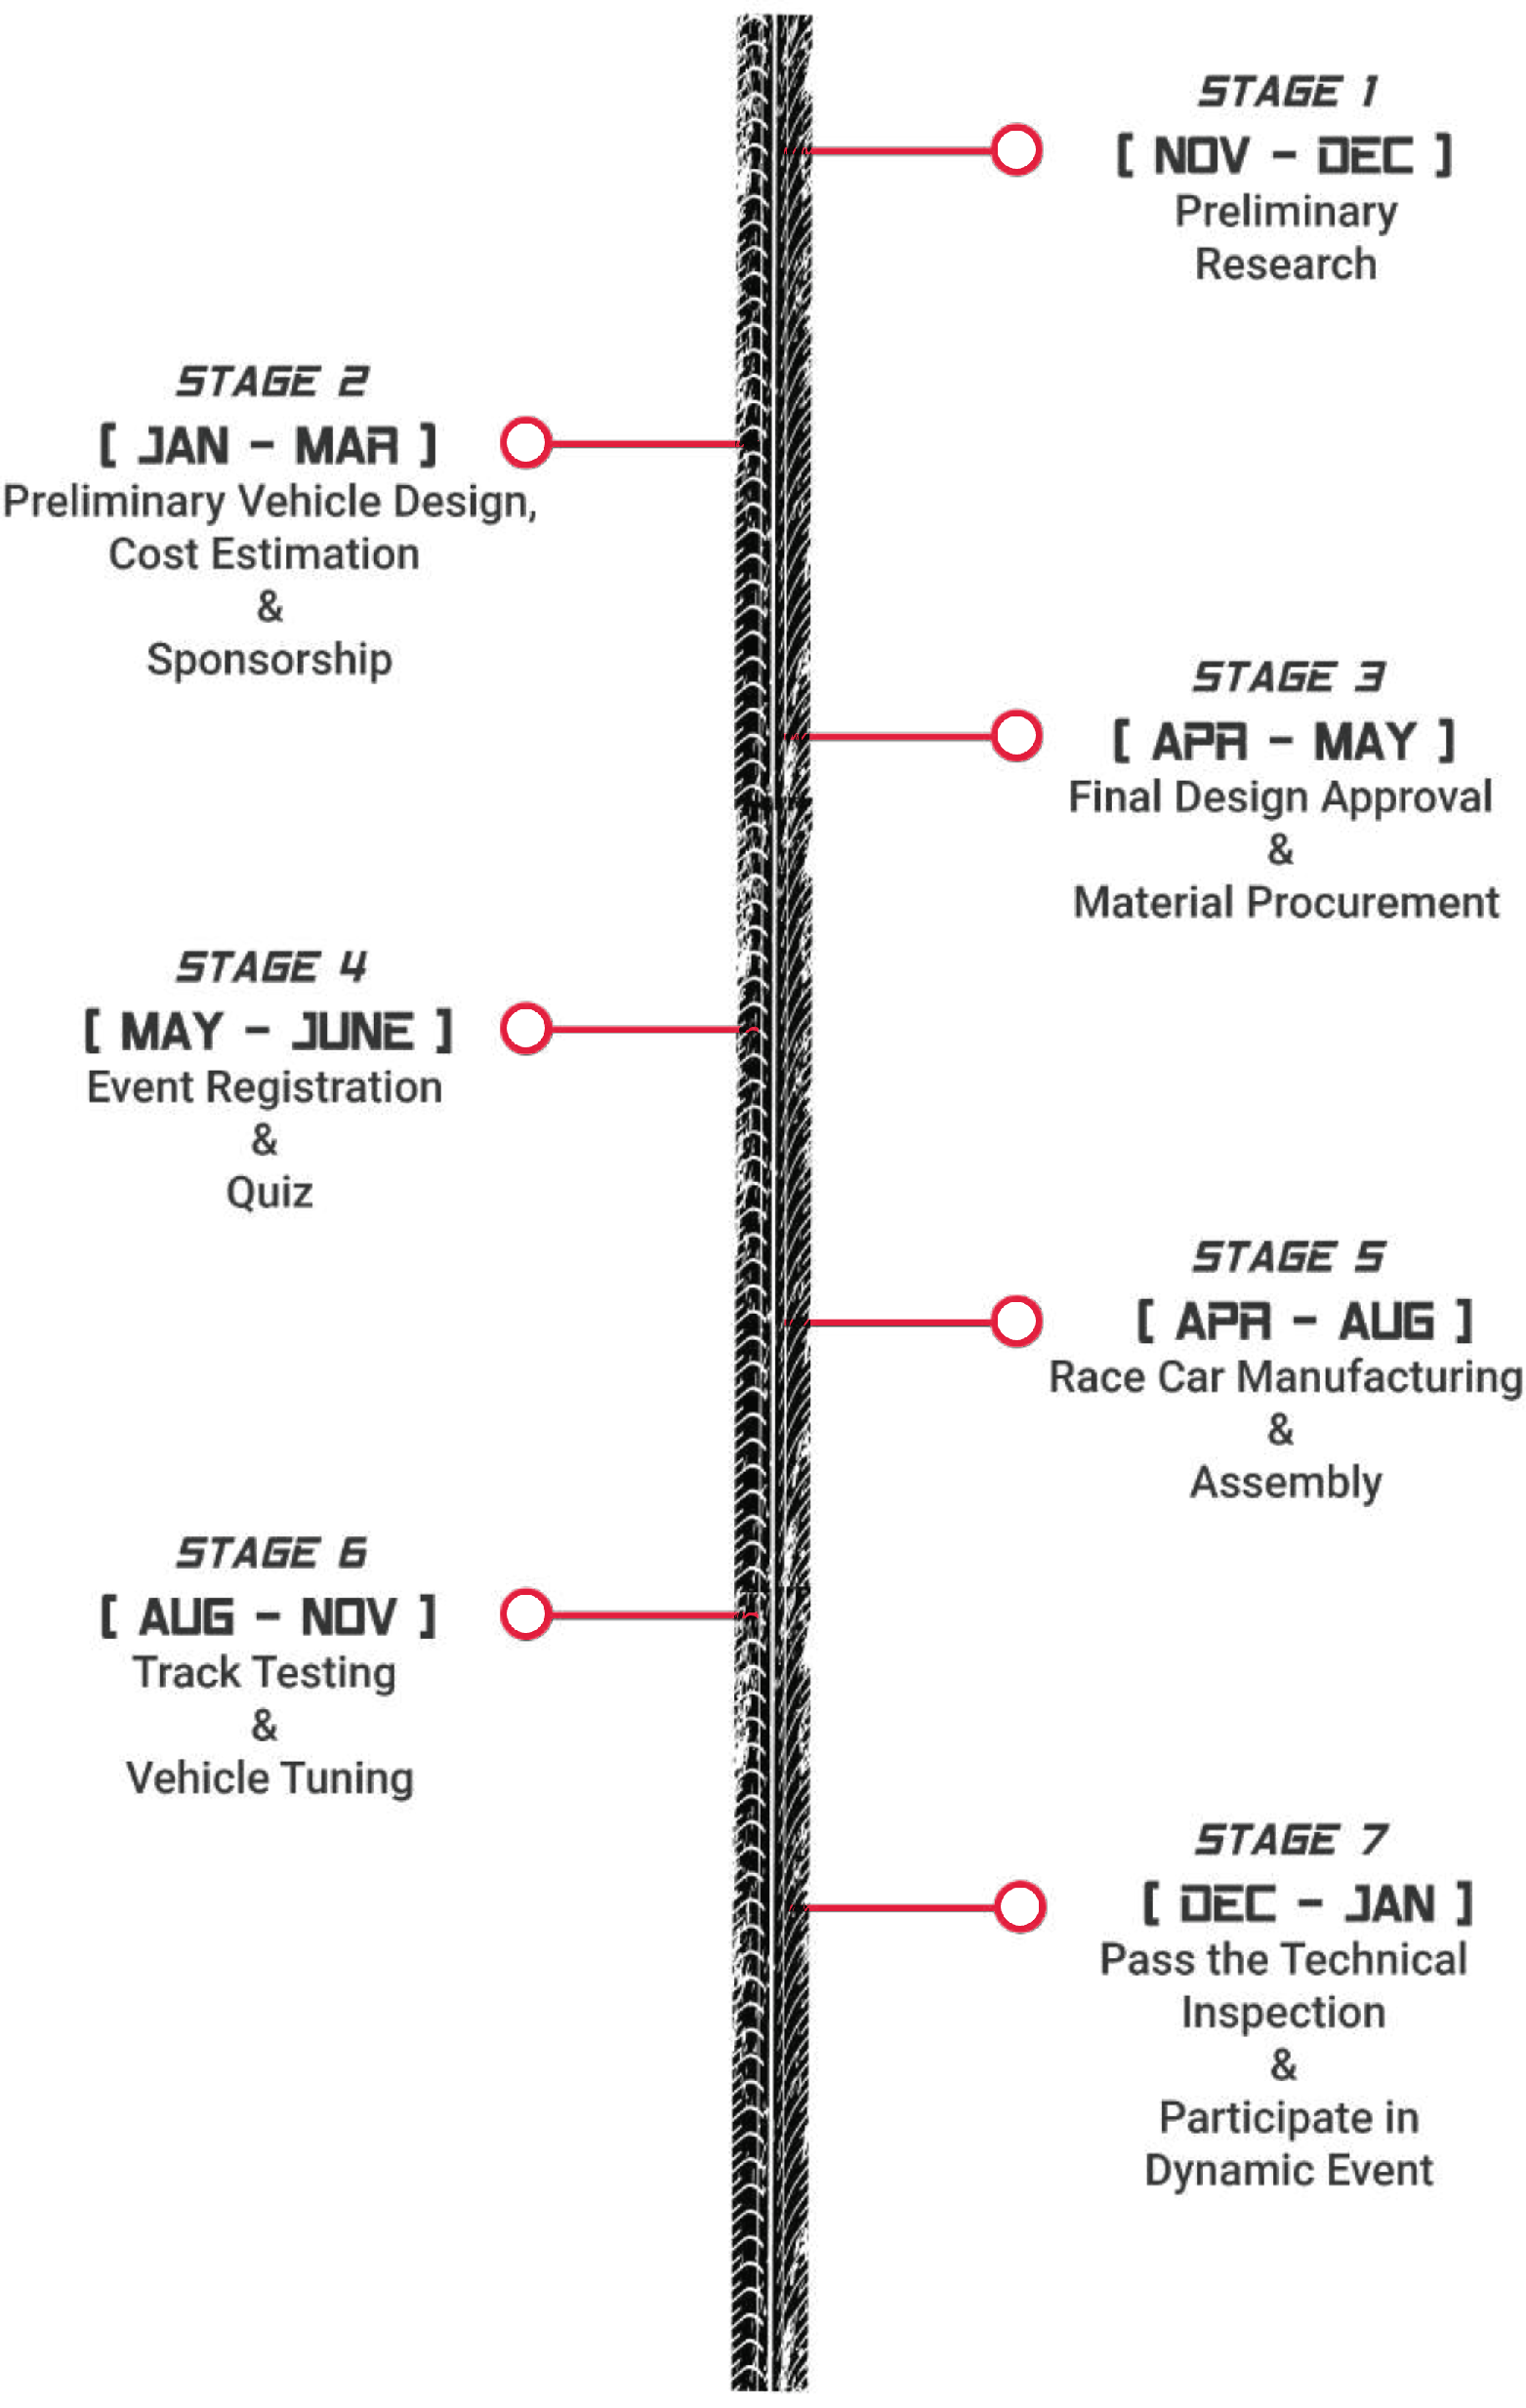 STAGE 1
[ NOV - DEC ]
Preliminary
Research
STAGE 2
[ JAN - MAR ]
Preliminary Vehicle Design,
Cost Estimation
&
Sponsorship
STAGE 3
[ APR - MAY ]
Final Design Approval
&
Material Procurement
STAGE 4
[ MAY - JUNE ]
Event Registration
&
Quiz
STAGE 5
[ APR - AUG ]
Race Car Manufacturing
&
Assembly
STAGE 6
[ AUG - NOV ]
Track Testing
&
Vehicle Tuning
STAGE 7
[ DEC - JAN ]
Pass the Technical
Inspection
&
Participate in
Dynamic Event